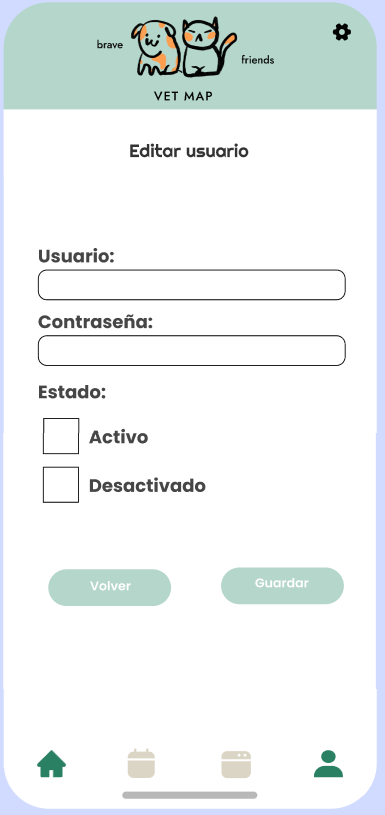 brave
friends
VET MAP
Editar usuario
Usuario:
Contraseña:
Estado:
Activo
Desactivado
Volver
Guardar